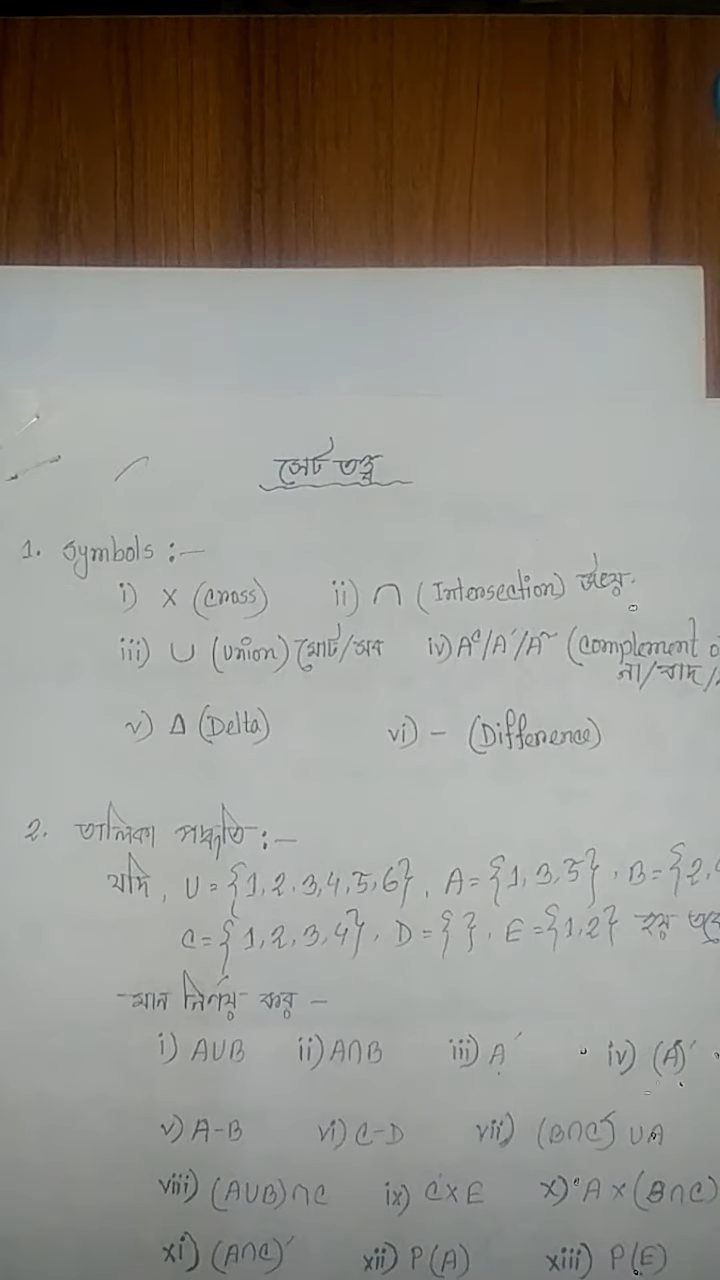 সেট তত্ত্ব
1. Symbols :—
i) × (Cross) ii) ∩ (Intersection) উভয়.
iii) ∪ (Union) মোট/সব iv) Aᶜ/A′/A~ (Complement
না/বাদ/
v) Δ (Delta) vi) – (Difference)
2. তালিকা পদ্ধতি :—
যদি, U = {1, 2, 3, 4, 5, 6}, A = {1, 3, 5}, B = {2,
C = {1, 2, 3, 4}, D = { }, E = {1, 2} হয়
মান নির্ণয় কর –
i) A∪B ii) A∩B iii) A′ iv) (A′)′
v) A-B vi) C-D vii) (B∩C) ∪A
viii) (A∪B)∩C ix) C×E x) A × (B∩C)
xi) (A∩C)′ xii) P(A) xiii) P(E)